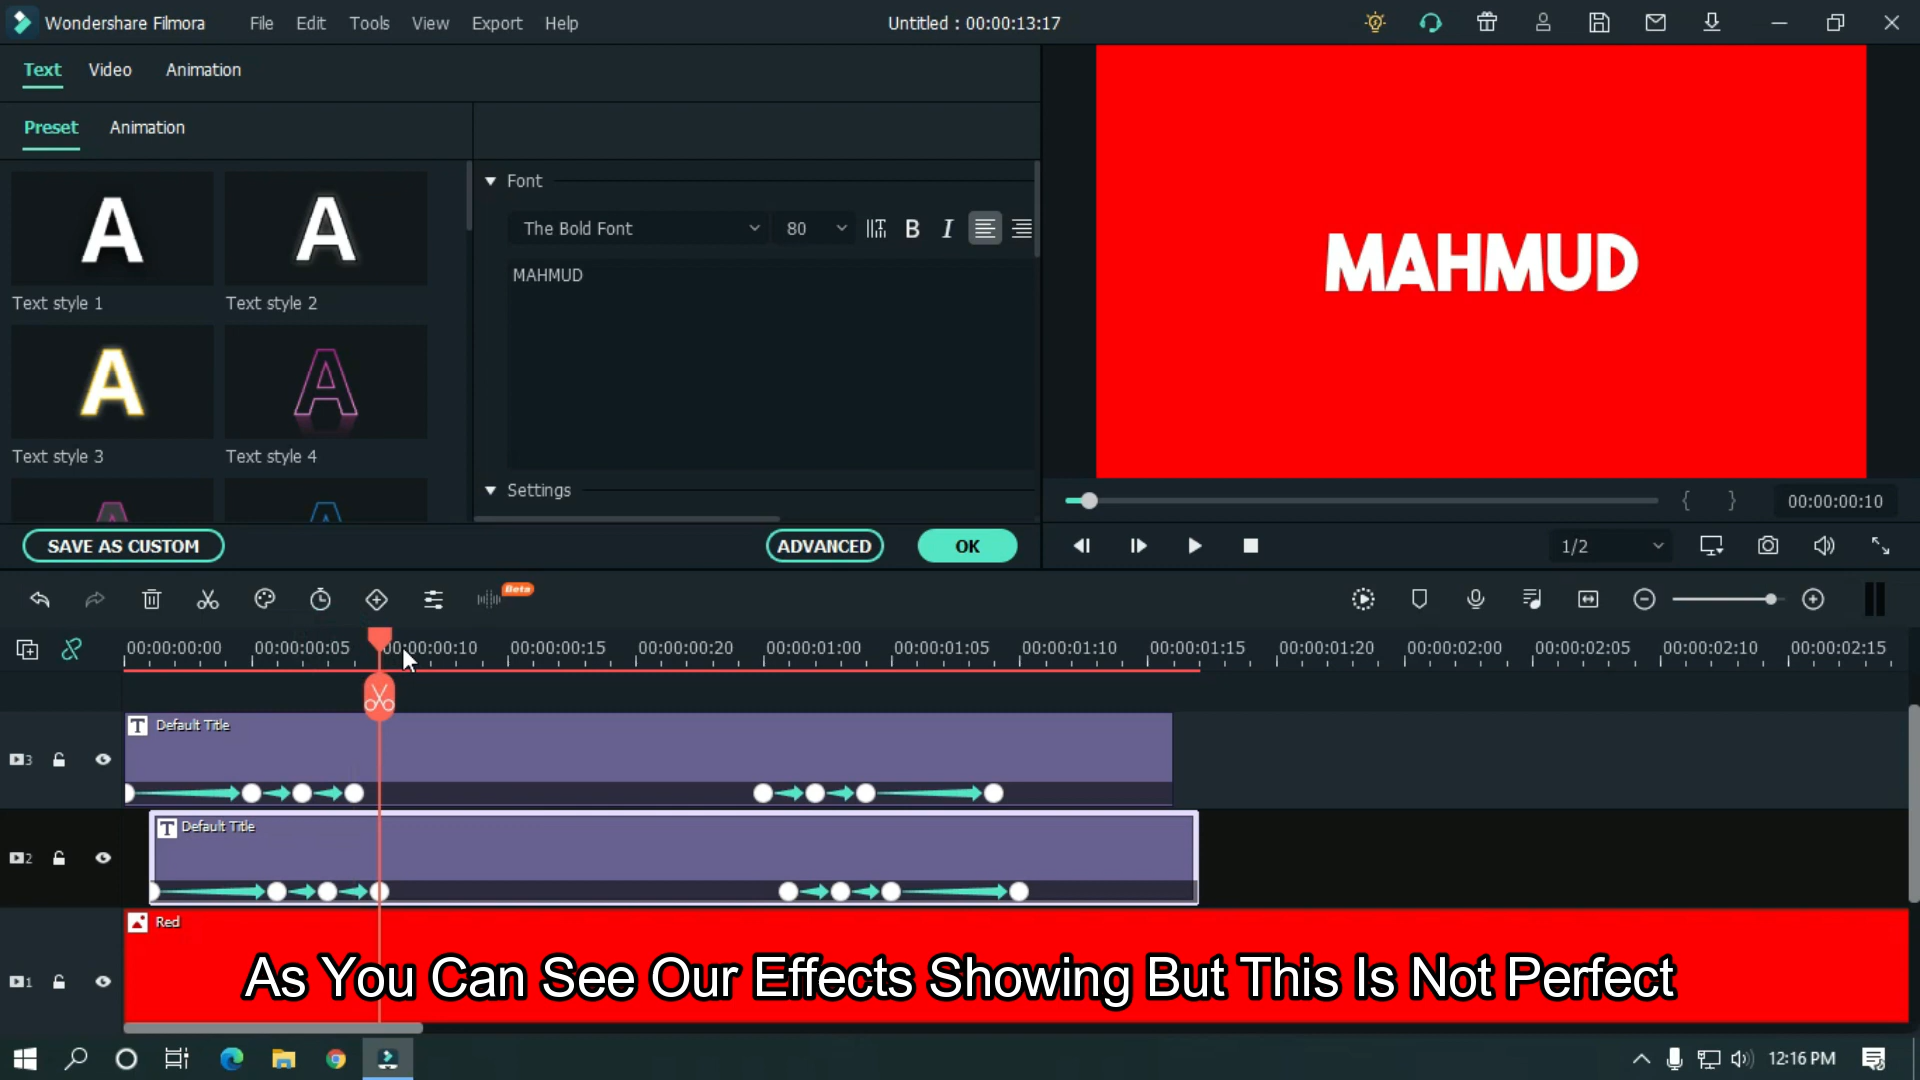 Wondershare Filmora File Edit Tools View Export Help Untitled : 00:00:13:17
Text Video Animation
Preset Animation
Font
The Bold Font 80 B I
MAHMUD
A A
Text style 1 Text style 2
A A
Text style 3 Text style 4
A A
Settings
SAVE AS CUSTOM ADVANCED OK
MAHMUD
{ } 00:00:00:10
1/2
Beta
00:00:00:00 00:00:00:05 00:00:00:10 00:00:00:15 00:00:00:20 00:00:01:00 00:00:01:05 00:00:01:10 00:00:01:15 00:00:01:20 00:00:02:00 00:00:02:05 00:00:02:10 00:00:02:15
T Default Title
3
T Default Title
2
Red
1
As You Can See Our Effects Showing But This Is Not Perfect
12:16 PM